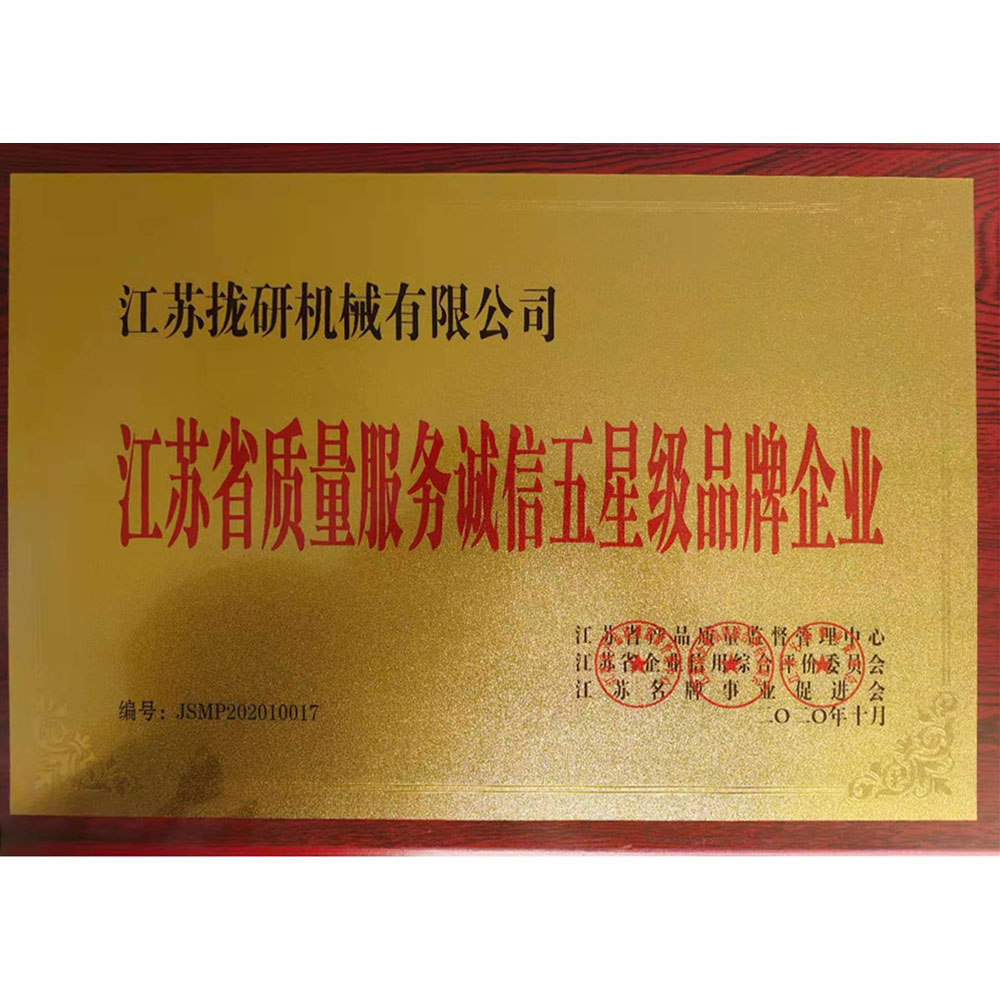 江苏拢研机械有限公司
江苏省质量服务诚信五星级品牌企业
江苏省产品质量监督管理中心
江苏省企业信用综合评价委员会
江苏名牌事业促进会
编号：JSMP202010017
二〇二〇年十月